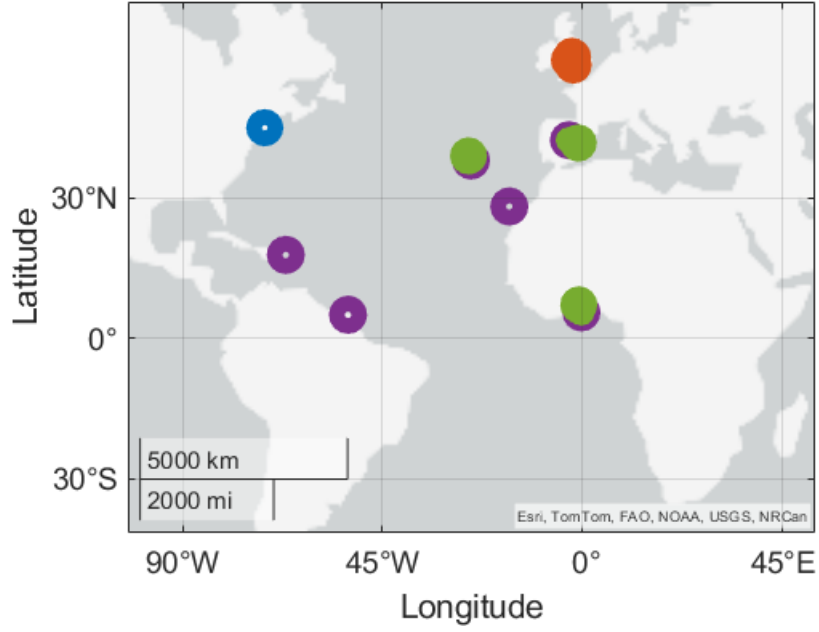 Latitude
30°N
0°
30°S
5000 km
2000 mi
Esri, TomTom, FAO, NOAA, USGS, NRCan
90°W
45°W
0°
45°E
Longitude